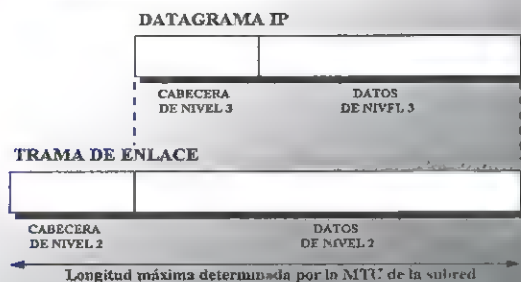 DATAGRAMA IP
CABECERA
DE NIVEL 3
DATOS
DE NIVEL 3
TRAMA DE ENLACE
CABECERA
DE NIVEL 2
DATOS
DE NIVEL 2
Longitud máxima determinada por la MTU de la subred